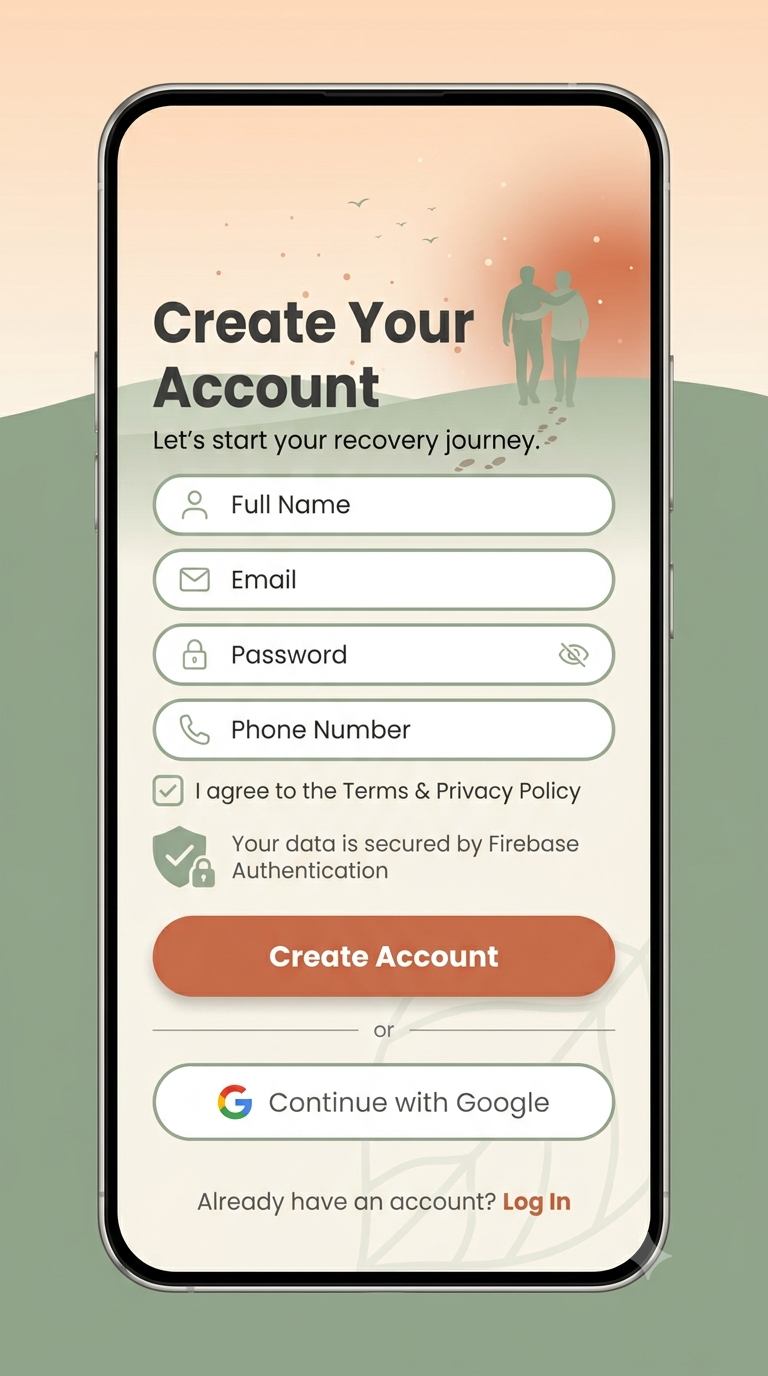 Create Your
Account
Let’s start your recovery journey.
Full Name
Email
Password
Phone Number
I agree to the Terms & Privacy Policy
Your data is secured by Firebase
Authentication
Create Account
or
Continue with Google
Already have an account? Log In